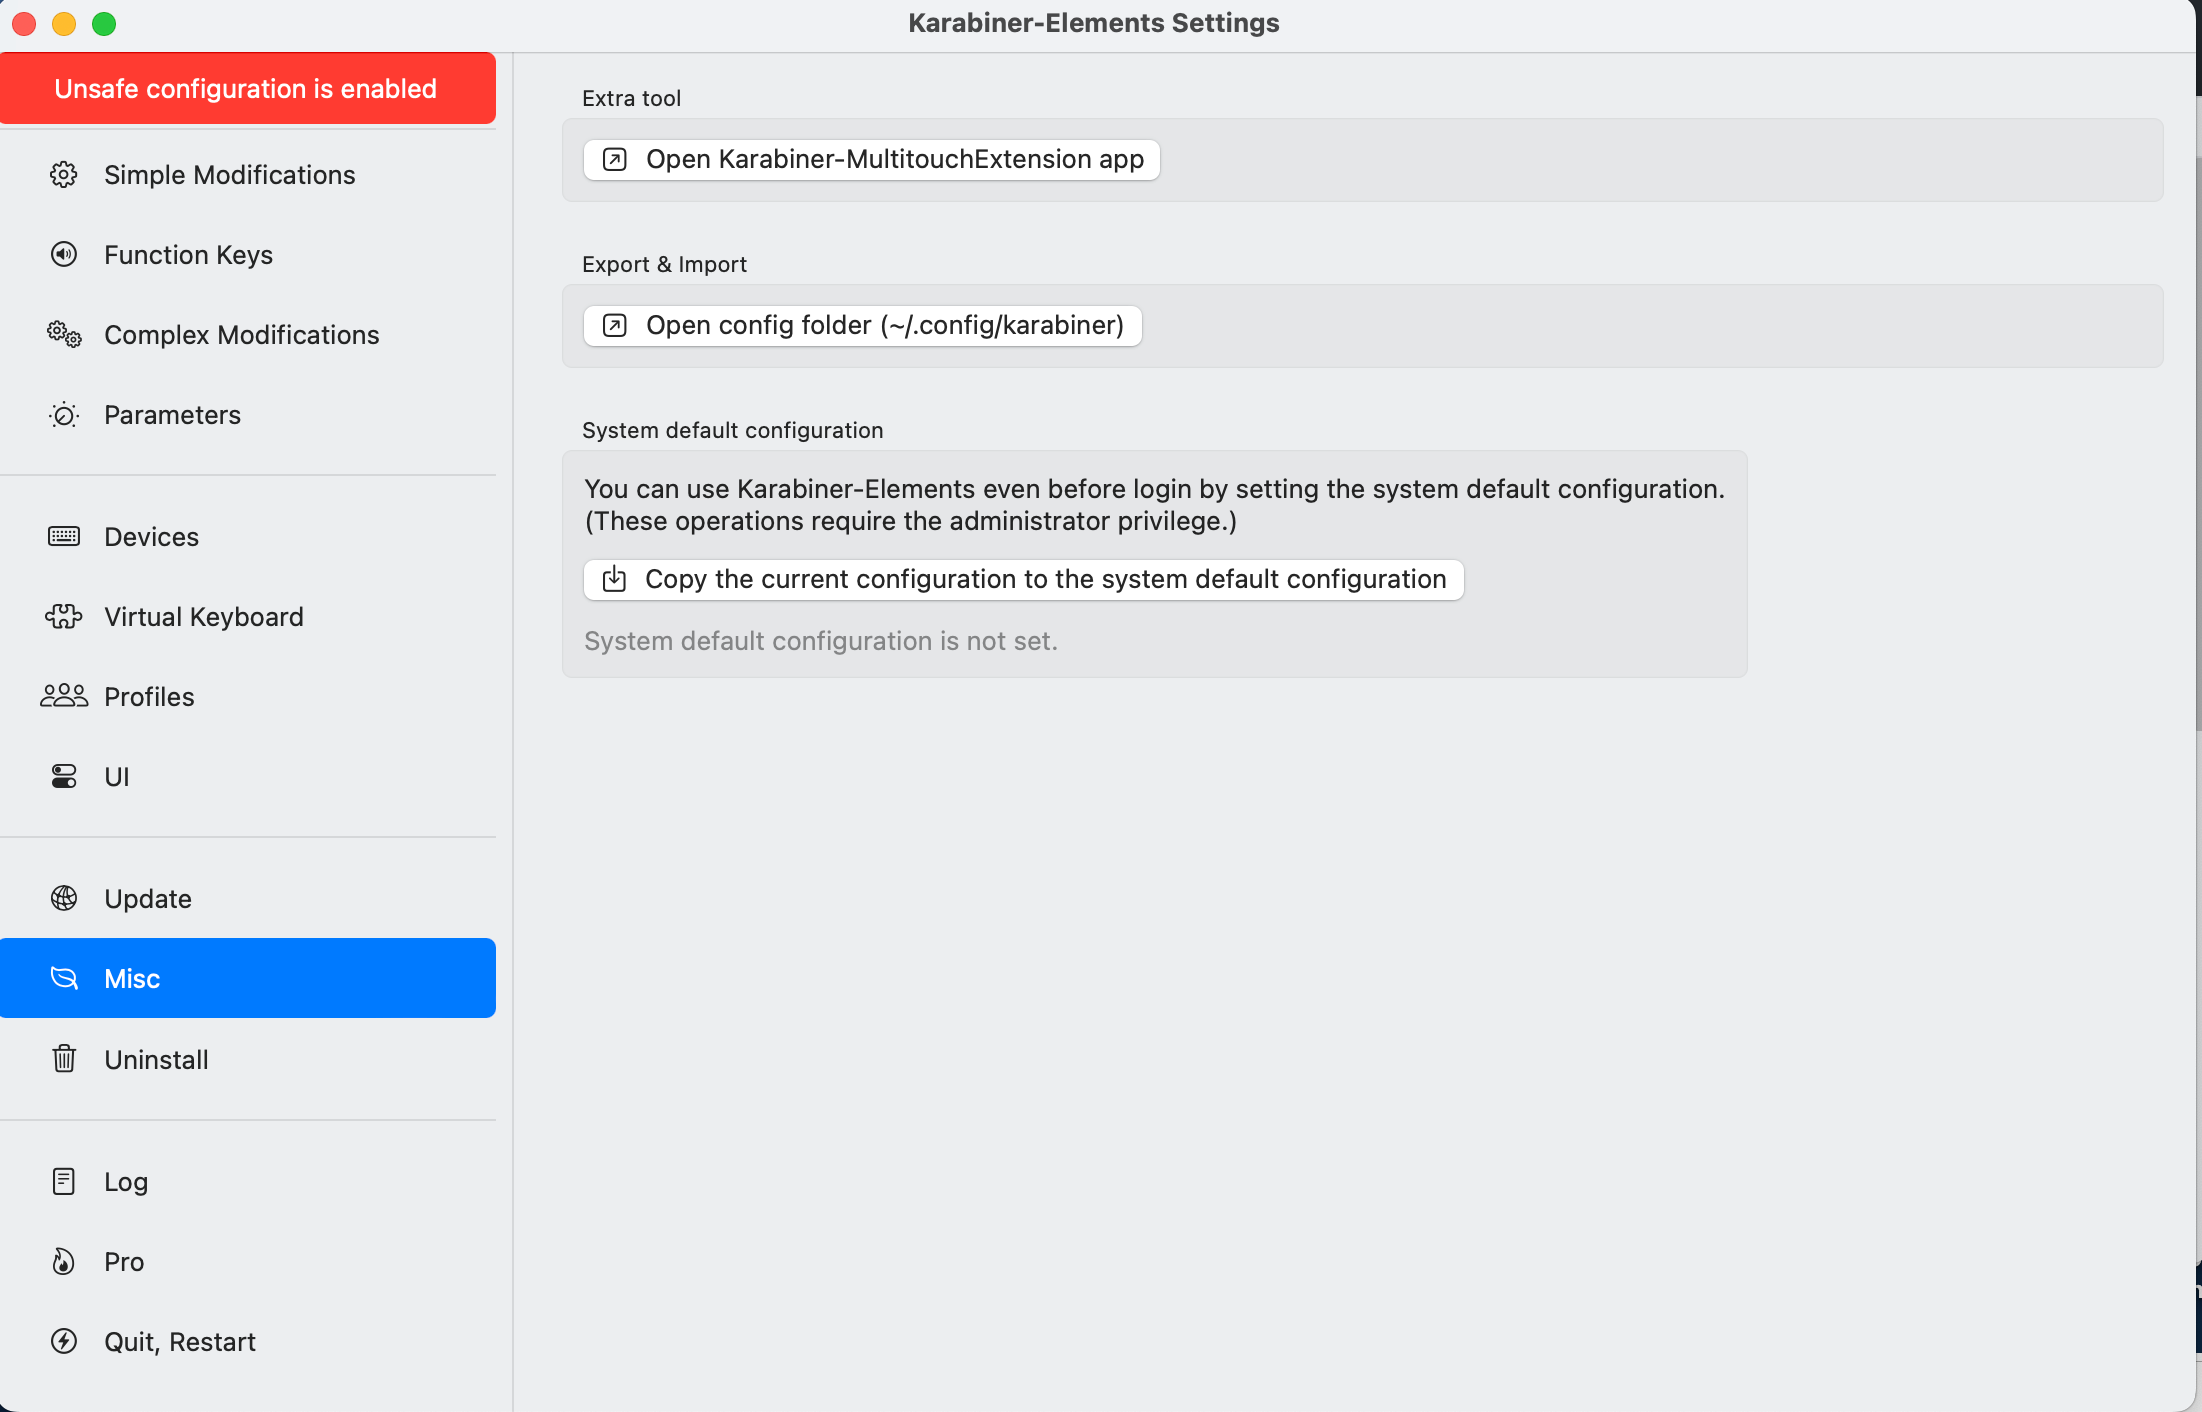 Karabiner-Elements Settings
Unsafe configuration is enabled
Simple Modifications
Function Keys
Complex Modifications
Parameters
Devices
Virtual Keyboard
Profiles
UI
Update
Misc
Uninstall
Log
Pro
Quit, Restart
Extra tool
Open Karabiner-MultitouchExtension app
Export & Import
Open config folder (~/.config/karabiner)
System default configuration
You can use Karabiner-Elements even before login by setting the system default configuration.
(These operations require the administrator privilege.)
Copy the current configuration to the system default configuration
System default configuration is not set.